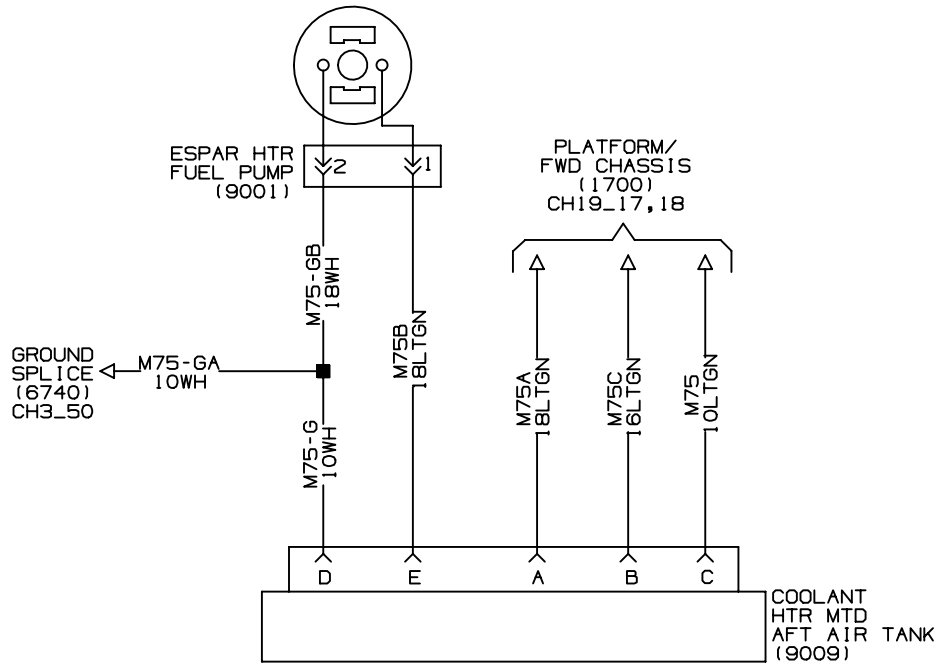 ESPAR HTR
FUEL PUMP
(9001)
2
1
PLATFORM/
FWD CHASSIS
(1700)
CH19_17,18
M75-GB
18WH
M75B
18LTGN
GROUND
SPLICE
(6740)
CH3_50
M75-GA
10WH
M75-G
10WH
M75A
18LTGN
M75C
16LTGN
M75
10LTGN
D
E
A
B
C
COOLANT
HTR MTD
AFT AIR TANK
(9009)